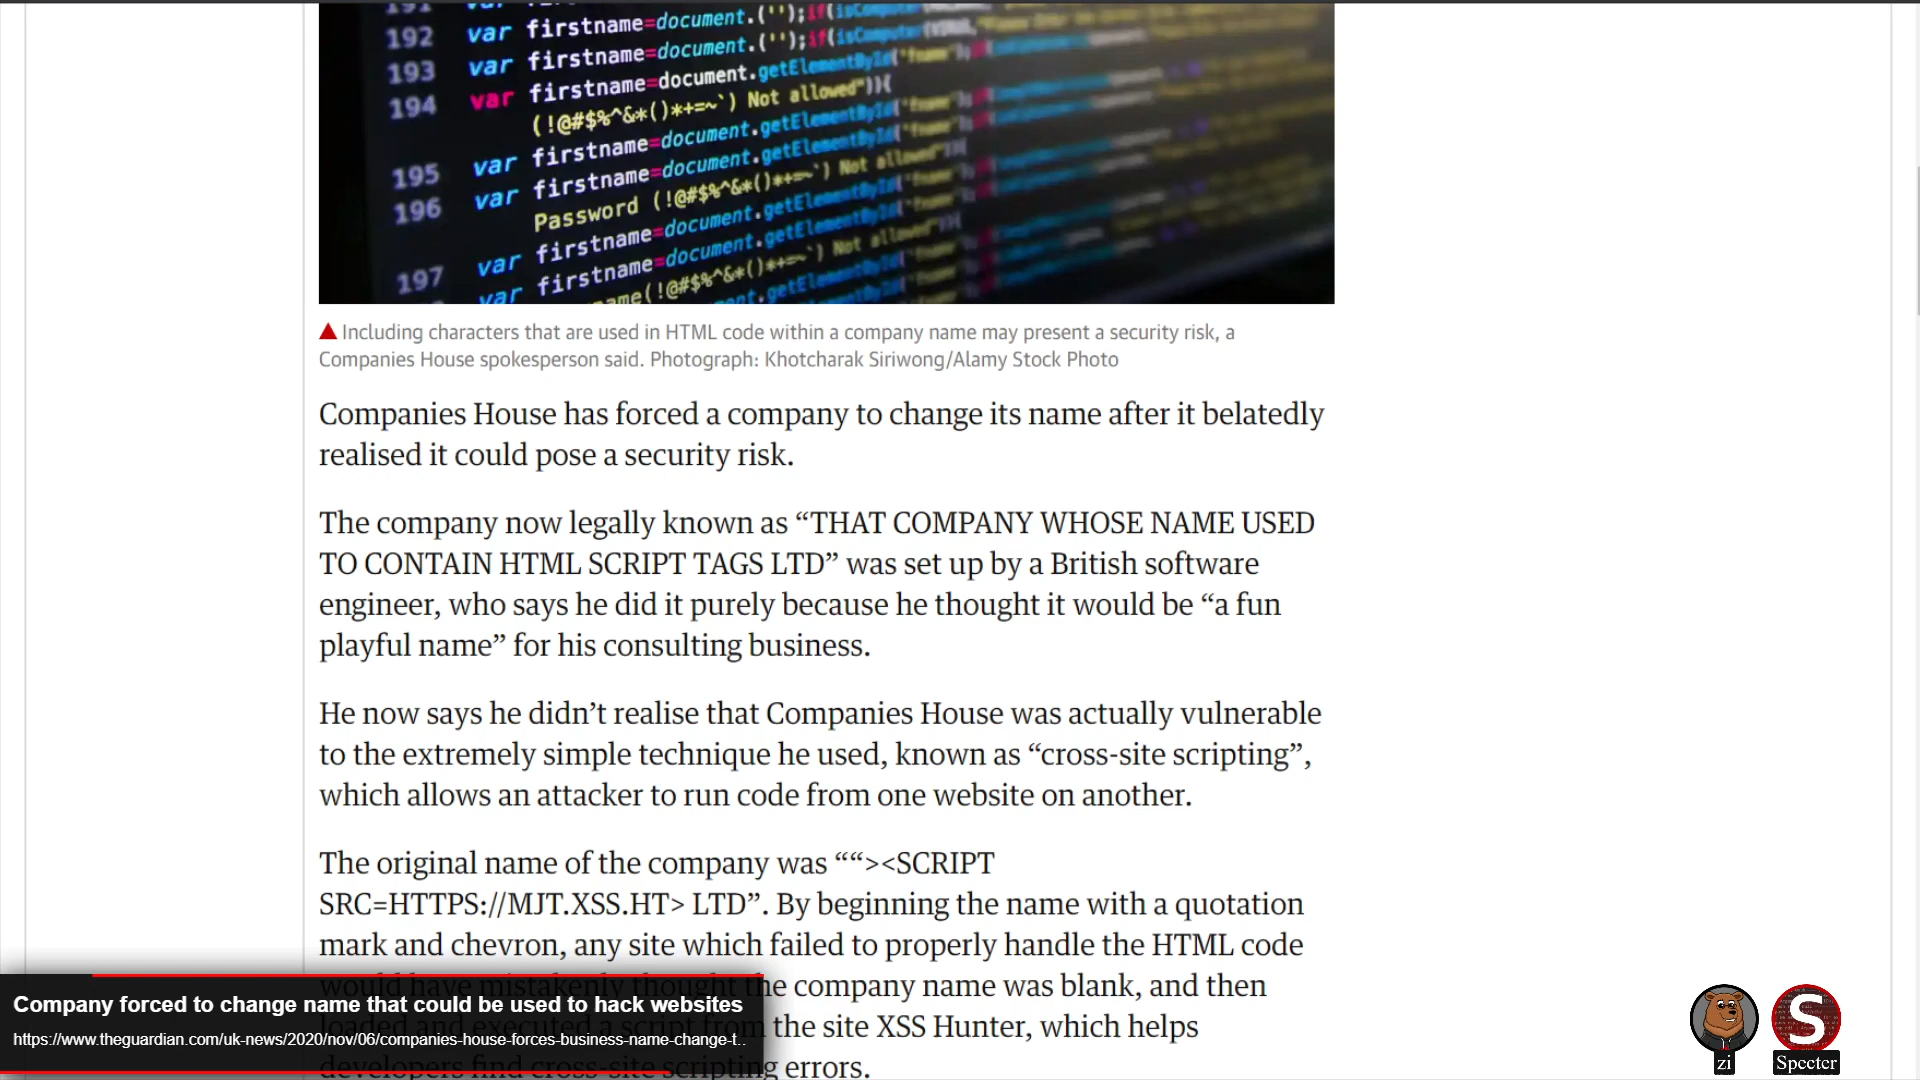 192 var firstname=document.('');if(isComputer
193 var firstname=document.('');if(isComputer
194 var firstname=document.getElementById("fname");
(!@#$%^&*()*+=~`) Not allowed")){
195 var firstname=document.getElementById("fname");
196 var firstname=document.getElementById("fname");
Password (!@#$%^&*()*+=~`) Not allowed")){
197 var firstname=document.getElementById(
var firstname=document.getElementById(
name(!@#$%^&*()*+=~`) Not allowed")){
▲ Including characters that are used in HTML code within a company name may present a security risk, a
Companies House spokesperson said. Photograph: Khotcharak Siriwong/Alamy Stock Photo
Companies House has forced a company to change its name after it belatedly
realised it could pose a security risk.
The company now legally known as “THAT COMPANY WHOSE NAME USED
TO CONTAIN HTML SCRIPT TAGS LTD” was set up by a British software
engineer, who says he did it purely because he thought it would be “a fun
playful name” for his consulting business.
He now says he didn’t realise that Companies House was actually vulnerable
to the extremely simple technique he used, known as “cross-site scripting”,
which allows an attacker to run code from one website on another.
The original name of the company was ““><SCRIPT
SRC=HTTPS://MJT.XSS.HT> LTD”. By beginning the name with a quotation
mark and chevron, any site which failed to properly handle the HTML code
would have mistakenly thought the company name was blank, and then
loaded and executed a script from the site XSS Hunter, which helps
developers find cross-site scripting errors.
Company forced to change name that could be used to hack websites
https://www.theguardian.com/uk-news/2020/nov/06/companies-house-forces-business-name-change-t..
S
zi
Specter